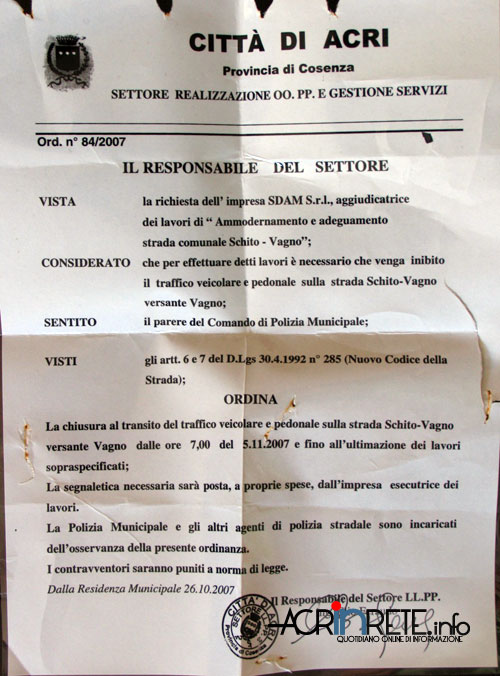 CITTÀ DI ACRI
Provincia di Cosenza
SETTORE REALIZZAZIONE OO. PP. E GESTIONE SERVIZI
Ord. n° 84/2007
IL RESPONSABILE DEL SETTORE
VISTA la richiesta dell' impresa SDAM S.r.l., aggiudicatrice
dei lavori di “ Ammodernamento e adeguamento
strada comunale Schito - Vagno”;
CONSIDERATO che per effettuare detti lavori è necessario che venga inibito
il traffico veicolare e pedonale sulla strada Schito-Vagno
versante Vagno;
SENTITO il parere del Comando di Polizia Municipale;
VISTI gli artt. 6 e 7 del D.Lgs 30.4.1992 n° 285 (Nuovo Codice della
Strada);
ORDINA
La chiusura al transito del traffico veicolare e pedonale sulla strada Schito-Vagno
versante Vagno dalle ore 7,00 del 5.11.2007 e fino all'ultimazione dei lavori
sopraspecificati;
La segnaletica necessaria sarà posta, a proprie spese, dall'impresa esecutrice dei
lavori.
La Polizia Municipale e gli altri agenti di polizia stradale sono incaricati
dell'osservanza della presente ordinanza.
I contravventori saranno puniti a norma di legge.
Dalla Residenza Municipale 26.10.2007
Il Responsabile del Settore LL.PP.
CITTA' DI ACRI
SETTORE
Provincia di Cosenza
ACRINRETE.info
QUOTIDIANO ONLINE DI INFORMAZIONE